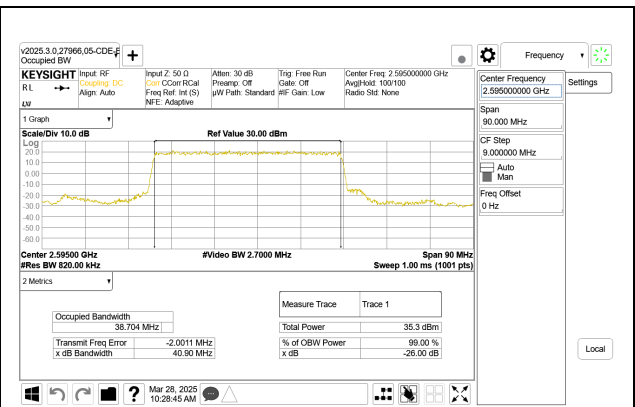 v2025.3.0,27966,05-CDE-
Occupied BW
Frequency
KEYSIGHT Input: RF Input Z: 50 Ω Atten: 30 dB Trig: Free Run Center Freq: 2.595000000 GHz
R L Coupling: DC Corr CCorr RCal Preamp: Off Gate: Off Avg|Hold: 100/100
Align: Auto Freq Ref: Int (S) µW Path: Standard #IF Gain: Low Radio Std: None
NFE: Adaptive
Center Frequency
2.595000000 GHz
Settings
Span
90.000 MHz
CF Step
9.000000 MHz
Auto
Man
Freq Offset
0 Hz
1 Graph
Scale/Div 10.0 dB Ref Value 30.00 dBm
Log
20.0
10.0
0.00
-10.0
-20.0
-30.0
-40.0
-50.0
-60.0
Center 2.59500 GHz #Video BW 2.7000 MHz Span 90 MHz
#Res BW 820.00 kHz Sweep 1.00 ms (1001 pts)
2 Metrics
Measure Trace Trace 1
Occupied Bandwidth
38.704 MHz
Total Power 35.3 dBm
Transmit Freq Error -2.0011 MHz % of OBW Power 99.00 %
x dB Bandwidth 40.90 MHz x dB -26.00 dB
Local
Mar 28, 2025
10:28:45 AM